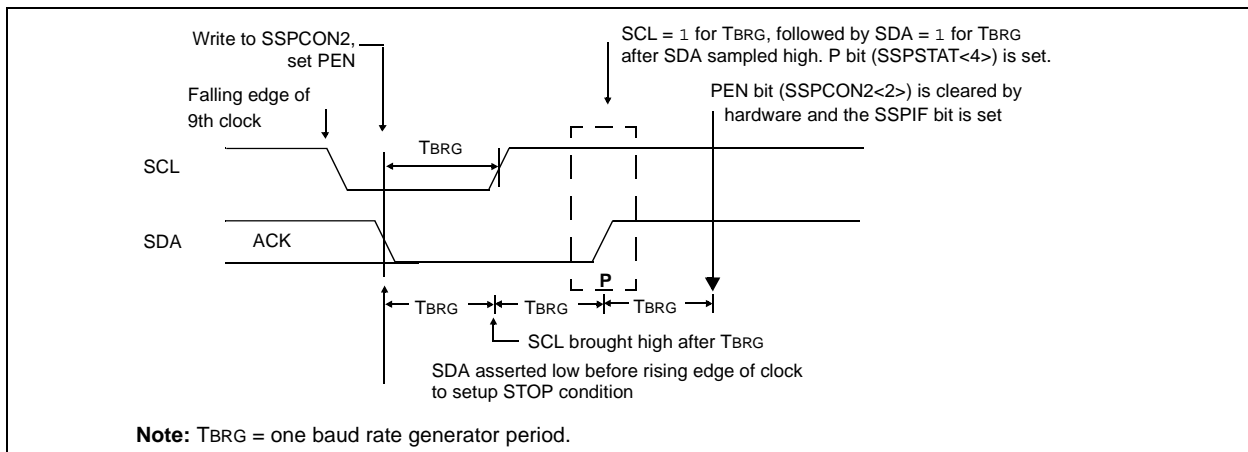 Write to SSPCON2,
set PEN
SCL = 1 for TBRG, followed by SDA = 1 for TBRG
after SDA sampled high. P bit (SSPSTAT<4>) is set.
Falling edge of
9th clock
PEN bit (SSPCON2<2>) is cleared by
hardware and the SSPIF bit is set
TBRG
SCL
SDA
ACK
P
TBRG
TBRG
TBRG
SCL brought high after TBRG
SDA asserted low before rising edge of clock
to setup STOP condition
Note: TBRG = one baud rate generator period.